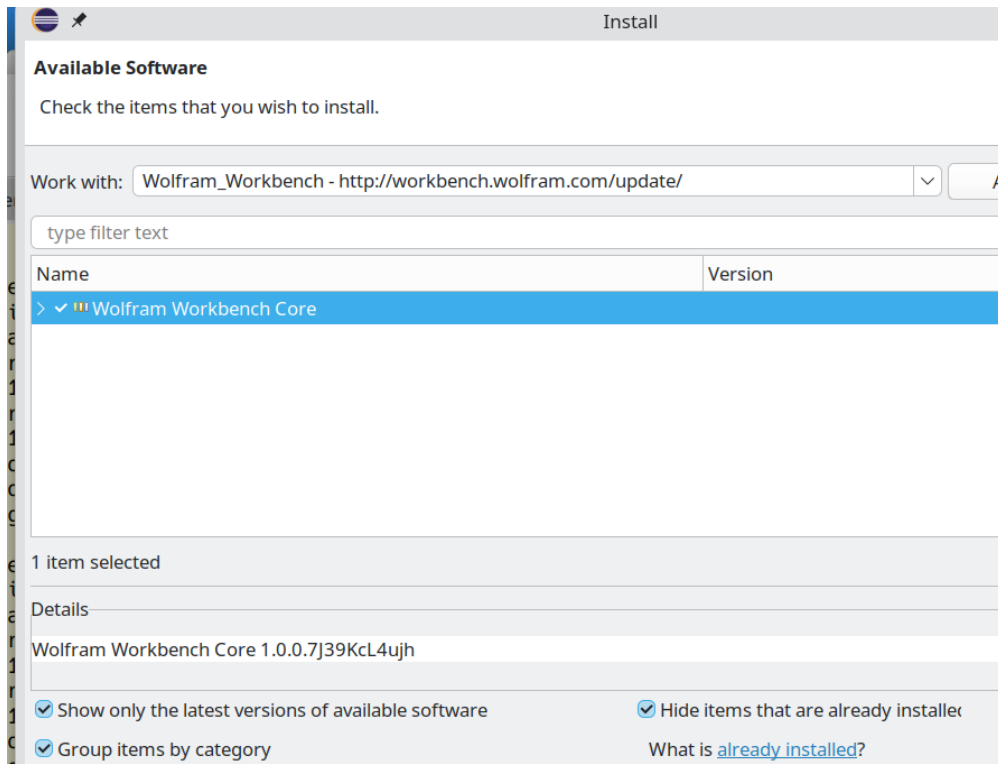 Install
Available Software
Check the items that you wish to install.
Work with: Wolfram_Workbench - http://workbench.wolfram.com/update/
type filter text
Name Version
Wolfram Workbench Core
1 item selected
Details
Wolfram Workbench Core 1.0.0.7J39KcL4ujh
Show only the latest versions of available software Hide items that are already installed
Group items by category What is already installed?